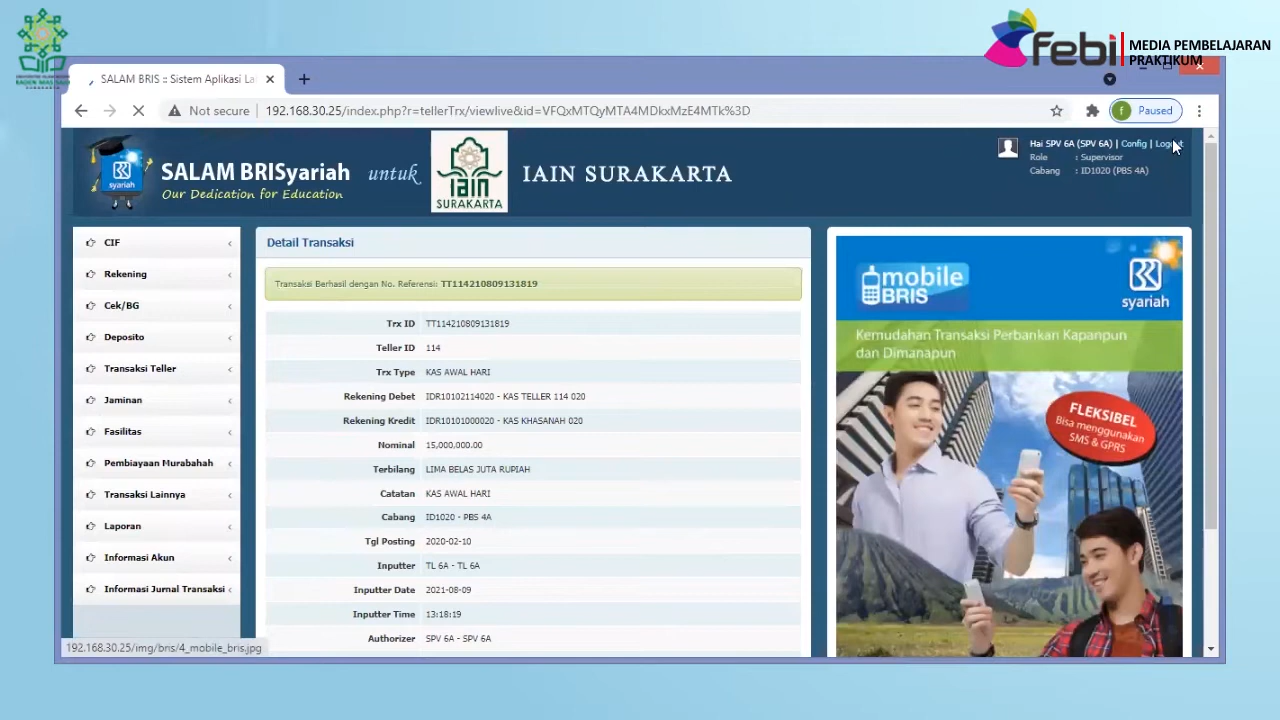 febi
MEDIA PEMBELAJARAN
PRAKTIKUM
SALAM BRIS :: Sistem Aplikasi La
Not secure
192.168.30.25/index.php?r=tellerTrx/viewlive&id=VFQxMTQyMTA4MDkxMzE4MTk%3D
f Paused
syariah
SALAM BRISyariah
Our Dedication for Education
untuk
iain
SURAKARTA
IAIN SURAKARTA
Hai SPV 6A (SPV 6A) | Config | Logout
Role : Supervisor
Cabang : ID1020 (PBS 4A)
CIF
Rekening
Cek/BG
Deposito
Transaksi Teller
Jaminan
Fasilitas
Pembiayaan Murabahah
Transaksi Lainnya
Laporan
Informasi Akun
Informasi Jurnal Transaksi
Detail Transaksi
Transaksi Berhasil dengan No. Referensi: TT114210809131819
Trx ID TT114210809131819
Teller ID 114
Trx Type KAS AWAL HARI
Rekening Debet IDR10102114020 - KAS TELLER 114 020
Rekening Kredit IDR10101000020 - KAS KHASANAH 020
Nominal 15,000,000.00
Terbilang LIMA BELAS JUTA RUPIAH
Catatan KAS AWAL HARI
Cabang ID1020 - PBS 4A
Tgl Posting 2020-02-10
Inputter TL 6A - TL 6A
Inputter Date 2021-08-09
Inputter Time 13:18:19
Authorizer SPV 6A - SPV 6A
mobile
BRIS
syariah
Kemudahan Transaksi Perbankan Kapanpun
dan Dimanapun
FLEKSIBEL
Bisa menggunakan
SMS & GPRS
192.168.30.25/img/bris/4_mobile_bris.jpg